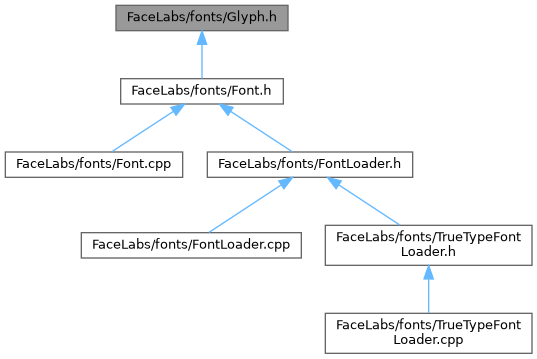 FaceLabs/fonts/Glyph.h
FaceLabs/fonts/Font.h
FaceLabs/fonts/Font.cpp
FaceLabs/fonts/FontLoader.h
FaceLabs/fonts/FontLoader.cpp
FaceLabs/fonts/TrueTypeFont
Loader.h
FaceLabs/fonts/TrueTypeFont
Loader.cpp